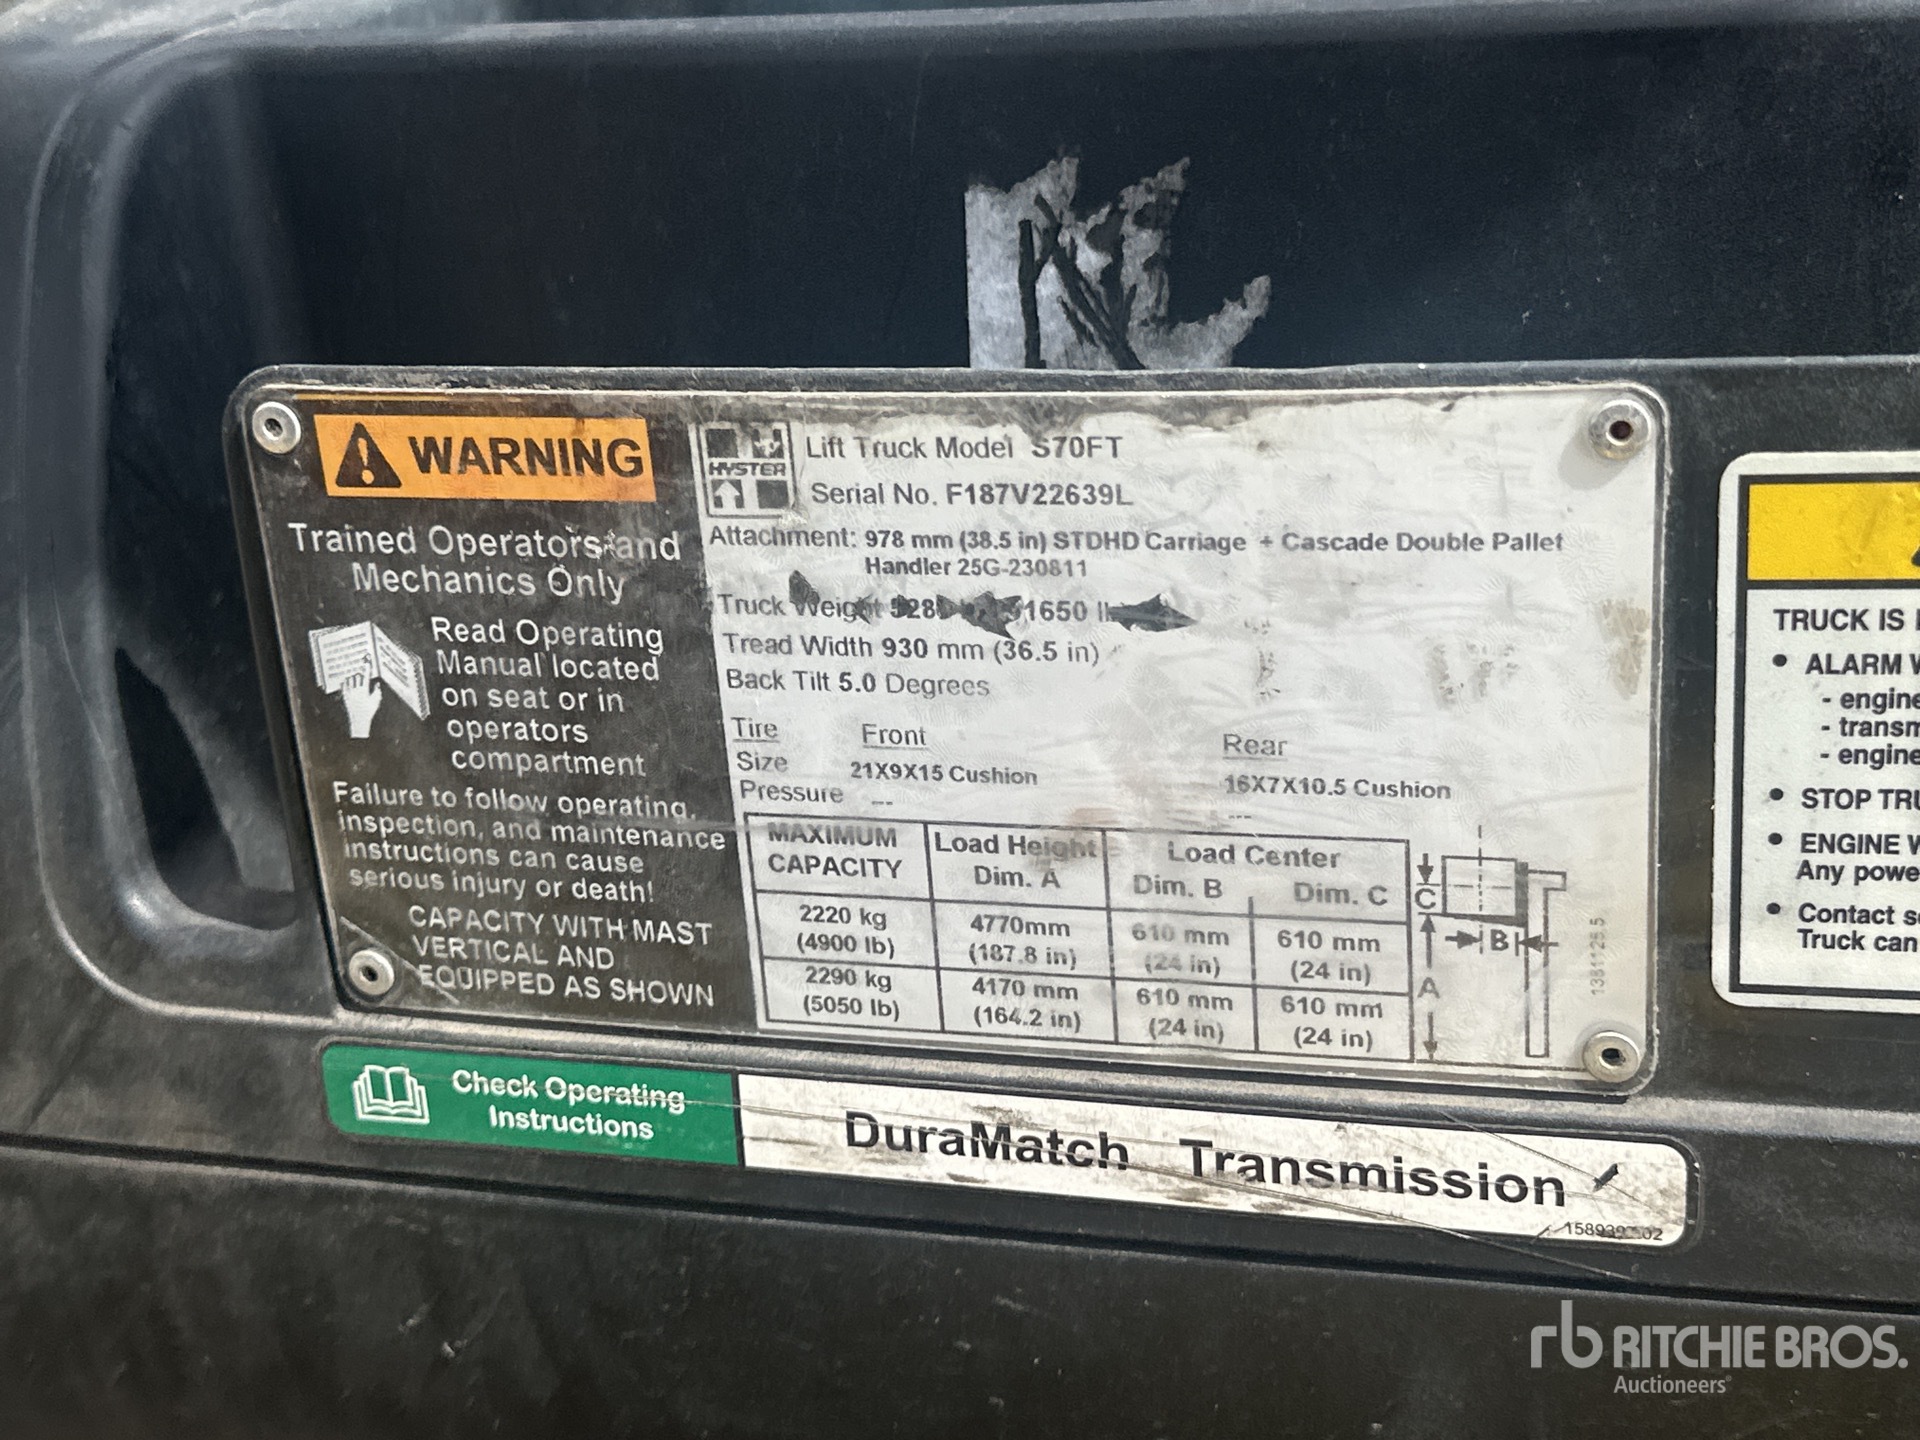 KL
WARNING
Trained Operators and
Mechanics Only
Read Operating
Manual located
on seat or in
operators
compartment
Failure to follow operating,
inspection, and maintenance
instructions can cause
serious injury or death!
CAPACITY WITH MAST
VERTICAL AND
EQUIPPED AS SHOWN
HYSTER
Lift Truck Model S70FT
Serial No. F187V22639L
Attachment: 978 mm (38.5 in) STDHD Carriage + Cascade Double Pallet
Handler 25G-230811
Truck Weight
Tread Width 930 mm (36.5 in)
Back Tilt 5.0 Degrees
Tire Front Rear
Size 21X9X15 Cushion 16X7X10.5 Cushion
Pressure --- ---
MAXIMUM CAPACITY Load Height Dim. A Load Center Dim. B Dim. C
2220 kg 4770mm 610 mm 610 mm
(4900 lb) (187.8 in) (24 in) (24 in)
2290 kg 4170 mm 610 mm 610 mm
(5050 lb) (164.2 in) (24 in) (24 in)
C
B
A
Check Operating
Instructions
DuraMatch Transmission
TRUCK IS
• ALARM
- engine
-
- engine
• STOP
• ENGINE
Any
• Contact
Truck can
rb RITCHIE BROS.
Auctioneers